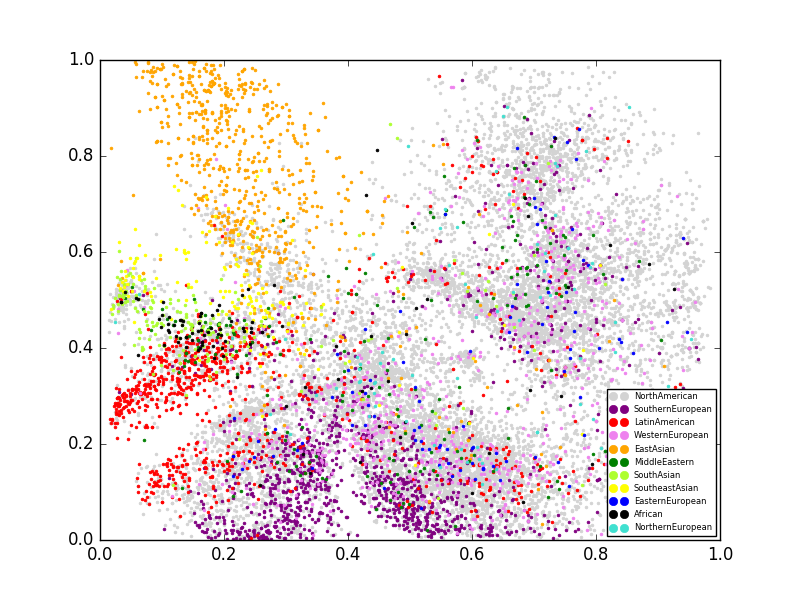 1.0
0.8
0.6
0.4
0.2
0.0
0.0 0.2 0.4 0.6 0.8 1.0
NorthAmerican
SouthernEuropean
LatinAmerican
WesternEuropean
EastAsian
MiddleEastern
SouthAsian
SoutheastAsian
EasternEuropean
African
NorthernEuropean